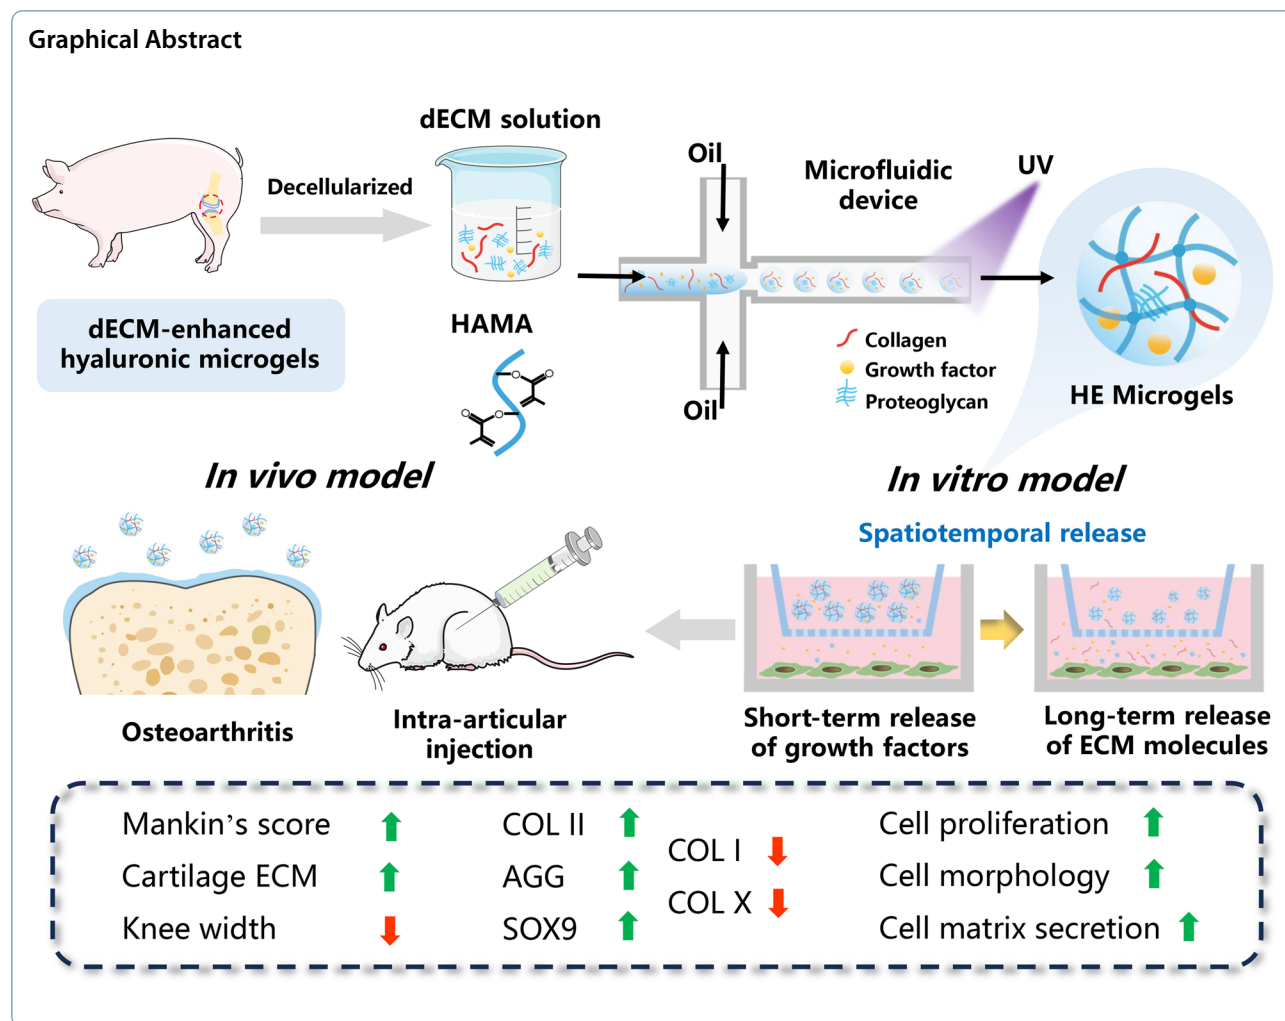 Graphical Abstract
dECM solution
Decellularized
Oil
Microfluidic
device
UV
dECM-enhanced
hyaluronic microgels
HAMA
Collagen
Growth factor
Proteoglycan
Oil
HE Microgels
In vivo model
In vitro model
Spatiotemporal release
Osteoarthritis
Intra-articular
injection
Short-term release
of growth factors
Long-term release
of ECM molecules
Mankin’s score
Cartilage ECM
Knee width
COL II
AGG
SOX9
COL I
COL X
Cell proliferation
Cell morphology
Cell matrix secretion